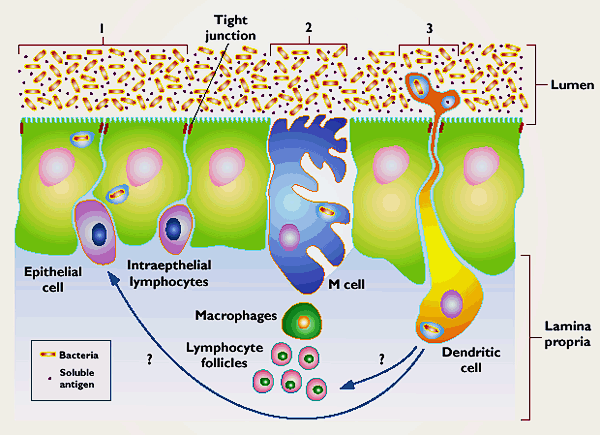 1
Tight
junction
2
3
Lumen
Epithelial
cell
Intraepthelial
lymphocytes
M cell
Macrophages
Lymphocyte
follicles
?
?
Dendritic
cell
Lamina
propria
Bacteria
Soluble
antigen